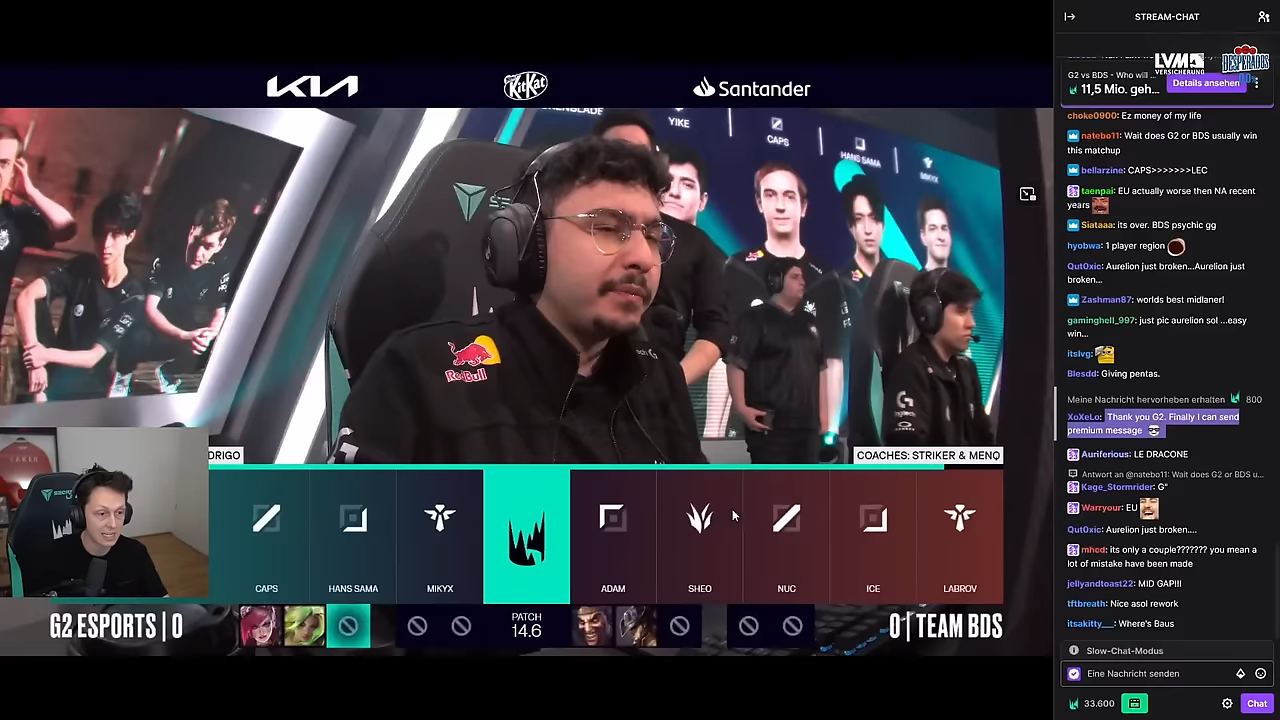 KIA
KitKat
Santander
YIKE
CAPS
HANS SAMA
MIKYX
Red Bull
DRIGO
COACHES: STRIKER & MENQ
CAPS
HANS SAMA
MIKYX
ADAM
SHEO
NUC
ICE
LABROV
G2 ESPORTS | 0
PATCH
14.6
0 | TEAM BDS
STREAM-CHAT
LVM
VERSICHERUNG
DESPERADOS
G2 vs BDS - Who will ...
11,5 Mio. geh...
Details ansehen
choke0900: Ez money of my life
natebo11: Wait does G2 or BDS usually win
this matchup
bellarzine: CAPS>>>>>>LEC
taenpai: EU actually worse then NA recent
years
Siataaa: its over. BDS psychic gg
hyobwa: 1 player region
Qut0xic: Aurelion just broken...Aurelion just
broken...
Zashman87: worlds best midlaner!
gaminghell_997: just pic aurelion sol ...easy
win...
itslvg:
Blesdd: Giving pentas.
Meine Nachricht hervorheben erhalten 800
XoXeLo: Thank you G2. Finally I can send
premium message
Auriferious: LE DRACONE
Antwort an @natebo11: Wait does G2 or BDS u...
Kage_Stormrider: G"
Warryour: EU
Qut0xic: Aurelion just broken....
mhcd: its only a couple??????? you mean a
lot of mistake have been made
jellyandtoast22: MID GAP!!!
tftbreath: Nice asol rework
itsakitty__: Where's Baus
Slow-Chat-Modus
Eine Nachricht senden
33.600
Chat